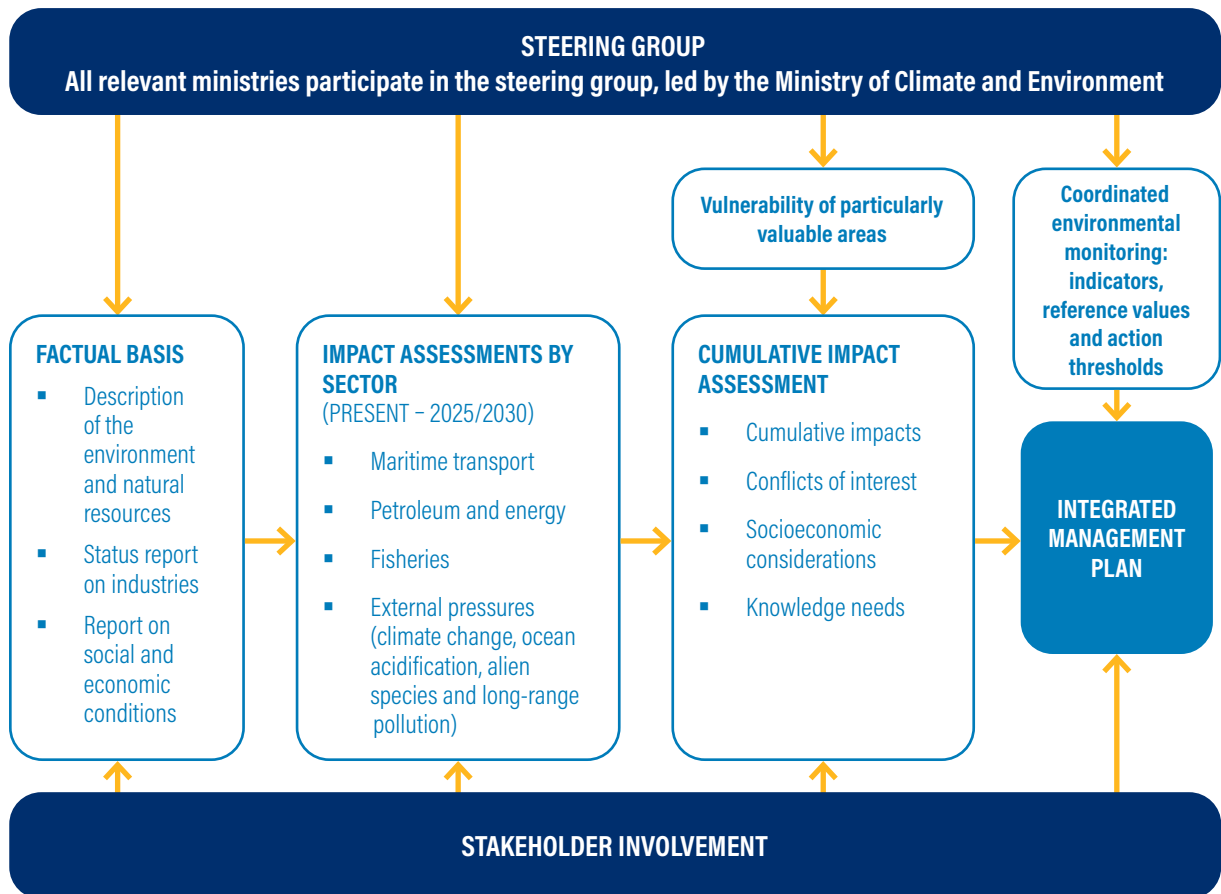 STEERING GROUP
All relevant ministries participate in the steering group, led by the Ministry of Climate and Environment
Vulnerability of particularly
valuable areas
Coordinated
environmental
monitoring:
indicators,
reference values
and action
thresholds
FACTUAL BASIS
▪ Description
of the
environment
and natural
resources
▪ Status report
on industries
▪ Report on
social and
economic
conditions
IMPACT ASSESSMENTS BY
SECTOR
(PRESENT – 2025/2030)
▪ Maritime transport
▪ Petroleum and energy
▪ Fisheries
▪ External pressures
(climate change, ocean
acidification, alien
species and long-range
pollution)
CUMULATIVE IMPACT
ASSESSMENT
▪ Cumulative impacts
▪ Conflicts of interest
▪ Socioeconomic
considerations
▪ Knowledge needs
INTEGRATED
MANAGEMENT
PLAN
STAKEHOLDER INVOLVEMENT